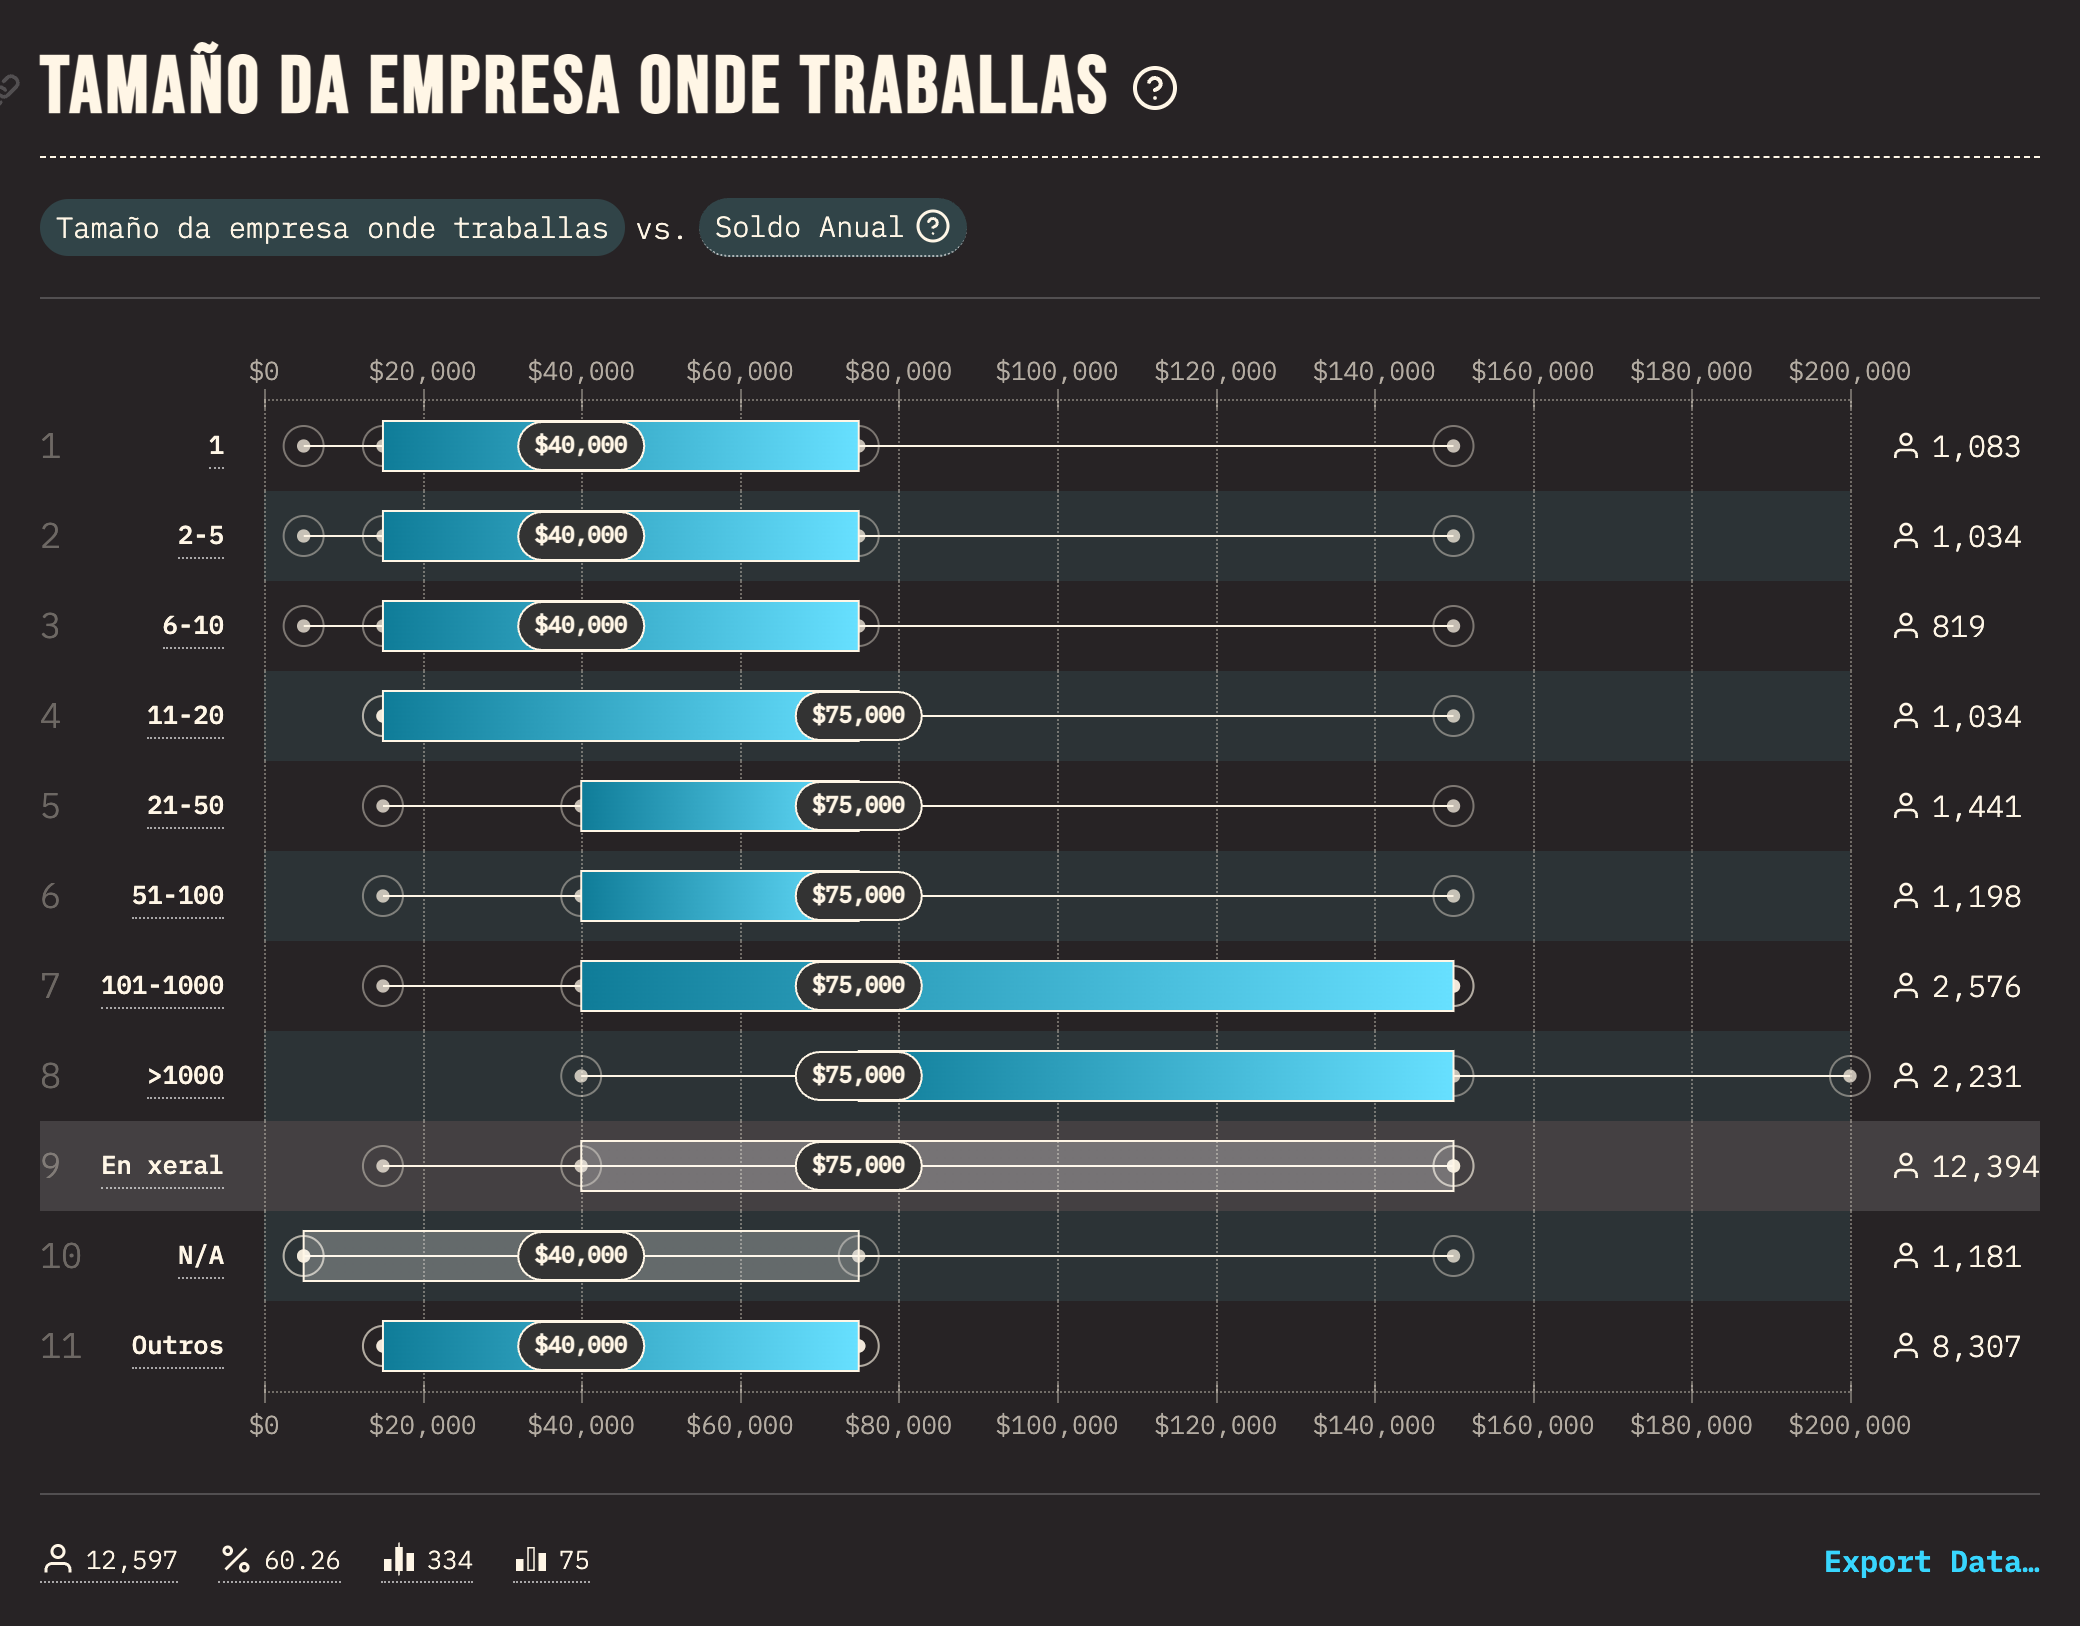 TAMAÑO DA EMPRESA ONDE TRABALLAS ?
Tamaño da empresa onde traballas vs. Soldo Anual ?
$0 $20,000 $40,000 $60,000 $80,000 $100,000 $120,000 $140,000 $160,000 $180,000 $200,000
1 1 $40,000 1,083
2 2-5 $40,000 1,034
3 6-10 $40,000 819
4 11-20 $75,000 1,034
5 21-50 $75,000 1,441
6 51-100 $75,000 1,198
7 101-1000 $75,000 2,576
8 >1000 $75,000 2,231
9 En xeral $75,000 12,394
10 N/A $40,000 1,181
11 Outros $40,000 8,307
$0 $20,000 $40,000 $60,000 $80,000 $100,000 $120,000 $140,000 $160,000 $180,000 $200,000
12,597 % 60.26 334 75 Export Data…